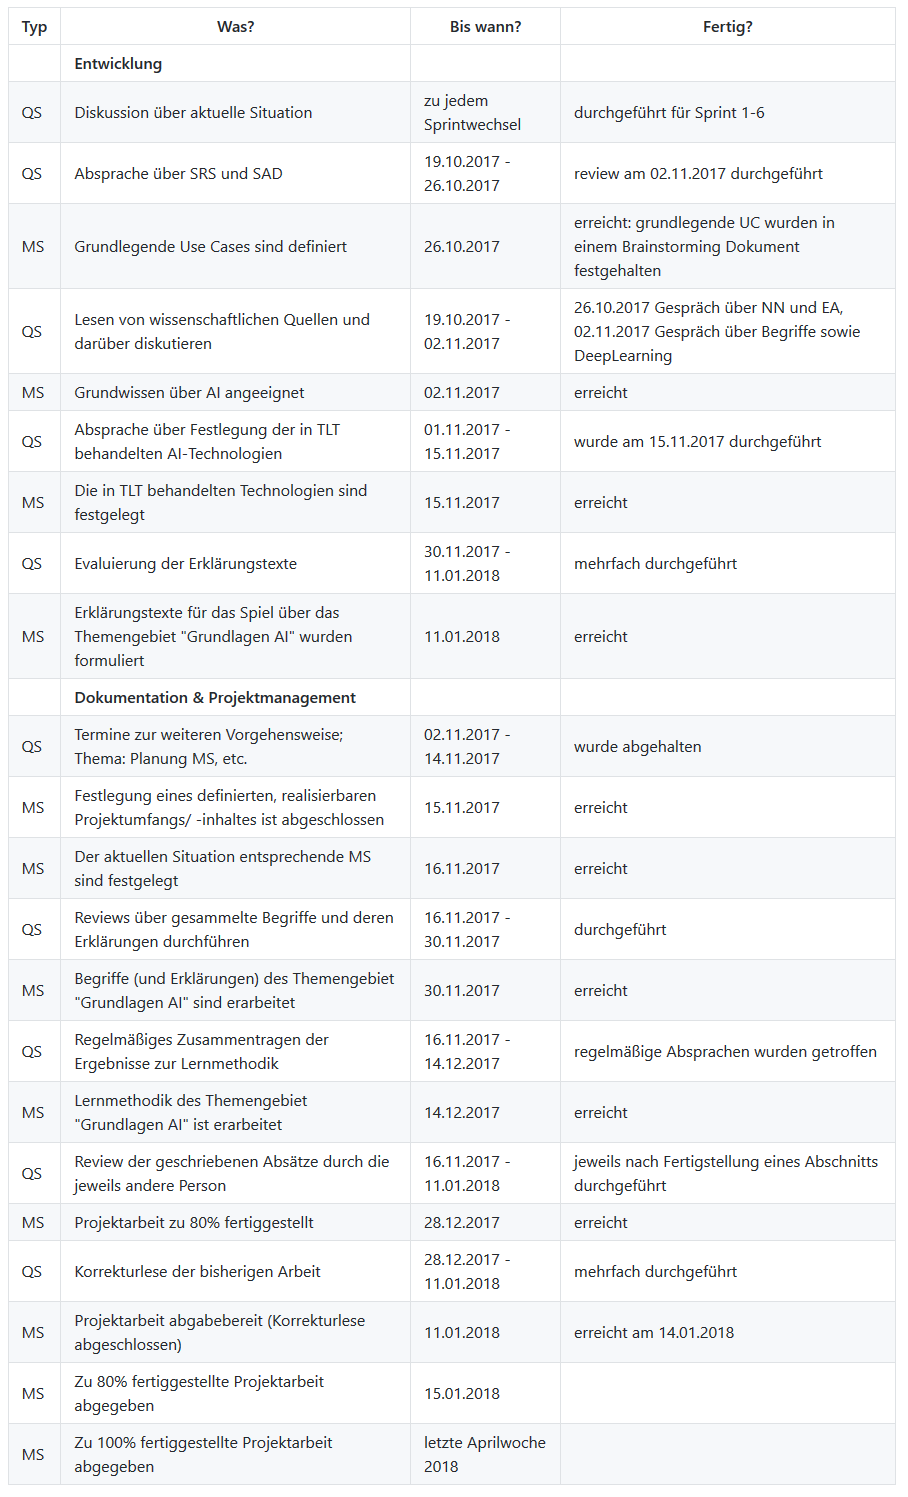 Typ Was? Bis wann? Fertig?
Entwicklung
QS Diskussion über aktuelle Situation
zu jedem
Sprintwechsel
durchgeführt für Sprint 1-6
QS Absprache über SRS und SAD
19.10.2017 -
26.10.2017
review am 02.11.2017 durchgeführt
MS Grundlegende Use Cases sind definiert 26.10.2017
erreicht: grundlegende UC wurden in
einem Brainstorming Dokument
festgehalten
QS
Lesen von wissenschaftlichen Quellen und
darüber diskutieren
19.10.2017 -
02.11.2017
26.10.2017 Gespräch über NN und EA,
02.11.2017 Gespräch über Begriffe sowie
DeepLearning
MS Grundwissen über AI angeeignet 02.11.2017 erreicht
QS
Absprache über Festlegung der in TLT
behandelten AI-Technologien
01.11.2017 -
15.11.2017
wurde am 15.11.2017 durchgeführt
MS
Die in TLT behandelten Technologien sind
festgelegt
15.11.2017 erreicht
QS Evaluierung der Erklärungstexte
30.11.2017 -
11.01.2018
mehrfach durchgeführt
MS
Erklärungstexte für das Spiel über das
Themengebiet "Grundlagen AI" wurden
formuliert
11.01.2018 erreicht
Dokumentation & Projektmanagement
QS
Termine zur weiteren Vorgehensweise;
Thema: Planung MS, etc.
02.11.2017 -
14.11.2017
wurde abgehalten
MS
Festlegung eines definierten, realisierbaren
Projektumfangs/ -inhaltes ist abgeschlossen
15.11.2017 erreicht
MS
Der aktuellen Situation entsprechende MS
sind festgelegt
16.11.2017 erreicht
QS
Reviews über gesammelte Begriffe und deren
Erklärungen durchführen
16.11.2017 -
30.11.2017
durchgeführt
MS
Begriffe (und Erklärungen) des Themengebiet
"Grundlagen AI" sind erarbeitet
30.11.2017 erreicht
QS
Regelmäßiges Zusammentragen der
Ergebnisse zur Lernmethodik
16.11.2017 -
14.12.2017
regelmäßige Absprachen wurden getroffen
MS
Lernmethodik des Themengebiet
"Grundlagen AI" ist erarbeitet
14.12.2017 erreicht
QS
Review der geschriebenen Absätze durch die
jeweils andere Person
16.11.2017 -
11.01.2018
jeweils nach Fertigstellung eines Abschnitts
durchgeführt
MS Projektarbeit zu 80% fertiggestellt 28.12.2017 erreicht
QS Korrekturlese der bisherigen Arbeit
28.12.2017 -
11.01.2018
mehrfach durchgeführt
MS
Projektarbeit abgabebereit (Korrekturlese
abgeschlossen)
11.01.2018 erreicht am 14.01.2018
MS
Zu 80% fertiggestellte Projektarbeit
abgegeben
15.01.2018
MS
Zu 100% fertiggestellte Projektarbeit
abgegeben
letzte Aprilwoche
2018